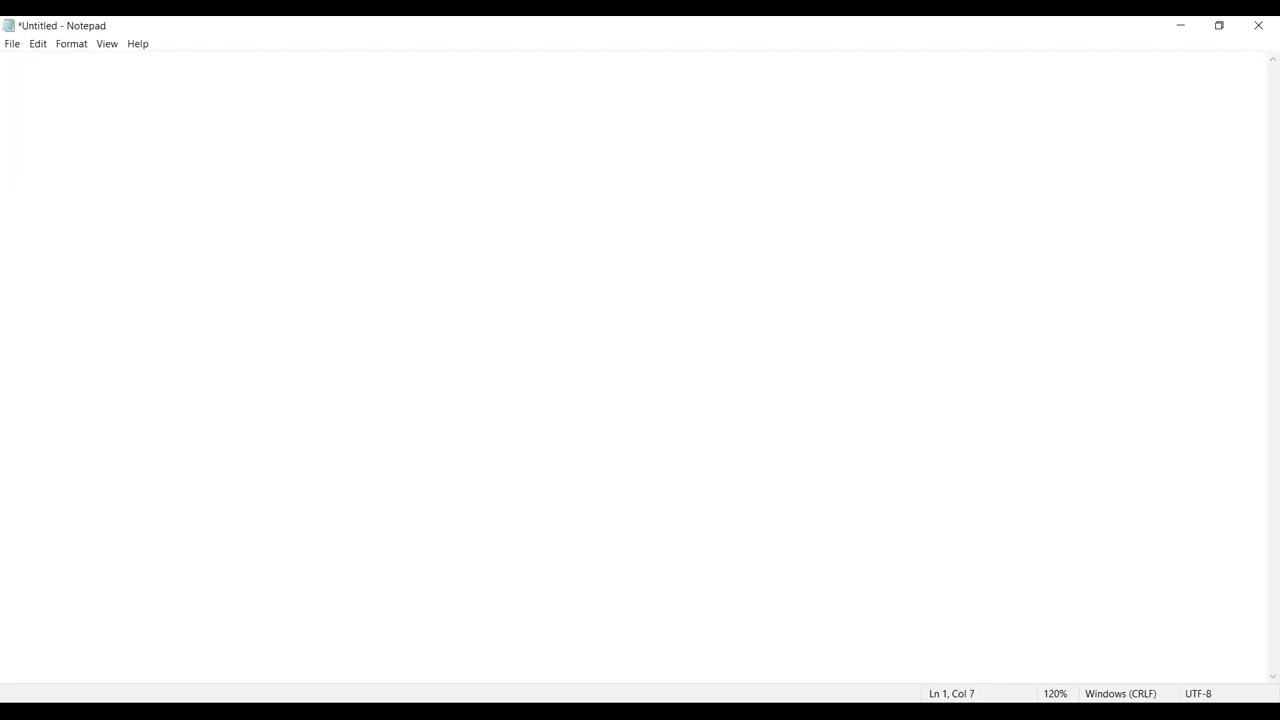 *Untitled - Notepad
File Edit Format View Help
Ln 1, Col 7 120% Windows (CRLF) UTF-8